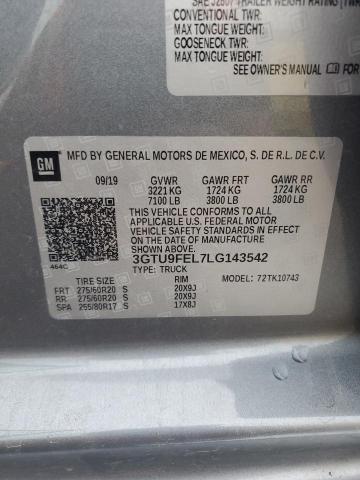 SAE J2807 TRAILER WEIGHT RATING (TWR
CONVENTIONAL TWR:
MAX TONGUE WEIGHT:
GOOSENECK TWR:
MAX TONGUE WEIGHT:
SEE OWNER'S MANUAL FOR
GM
MFD BY GENERAL MOTORS DE MEXICO, S. DE R.L. DE C.V.
09/19 GVWR GAWR FRT GAWR RR
3221 KG 1724 KG 1724 KG
7100 LB 3800 LB 3800 LB
THIS VEHICLE CONFORMS TO ALL
APPLICABLE U.S. FEDERAL MOTOR
VEHICLE SAFETY STANDARDS IN EFFECT
ON THE DATE OF MANUFACTURE
SHOWN ABOVE.
464C
3GTU9FEL7LG143542
TYPE: TRUCK
TIRE SIZE RIM MODEL: 72TK10743
FRT 275/60R20 S 20X9J
RR 275/60R20 S 20X9J
SPA 255/80R17 S 17X8J